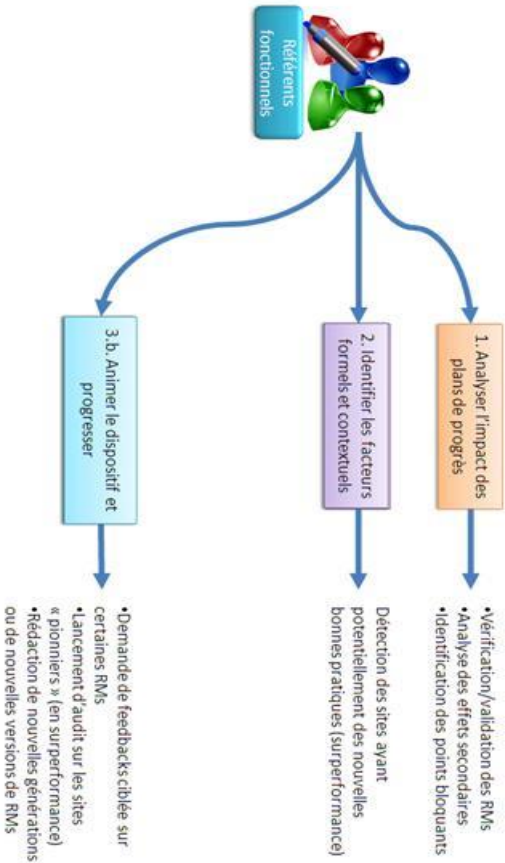 Référents
fonctionnels
1. Analyser l'impact des
plans de progrès
•Vérification/validation des RMs
•Analyse des effets secondaires
•Identification des points bloquants
2. Identifier les facteurs
formels et contextuels
Détection des sites ayant
potentiellement des nouvelles
bonnes pratiques (surperformance)
3.b. Animer le dispositif et
progresser
•Demande de feedbacks ciblée sur
certaines RMs
•Lancement d'audit sur les sites
« pionniers » (en surperformance)
•Rédaction de nouvelles générations
ou de nouvelles versions de RMs